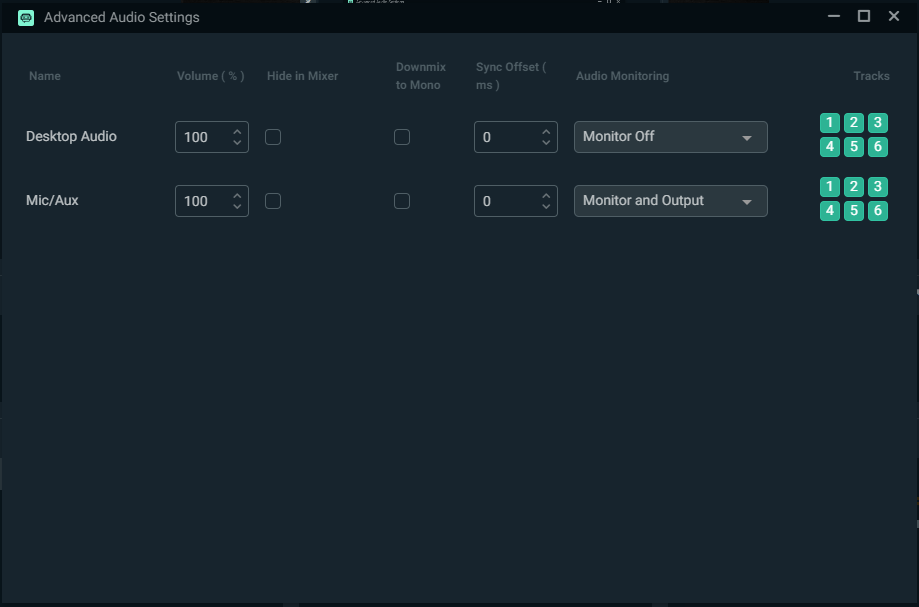 Advanced Audio Settings
Name Volume ( % ) Hide in Mixer Downmix to Mono Sync Offset ( ms ) Audio Monitoring Tracks
Desktop Audio 100 0 Monitor Off 1 2 3
4 5 6
Mic/Aux 100 0 Monitor and Output 1 2 3
4 5 6